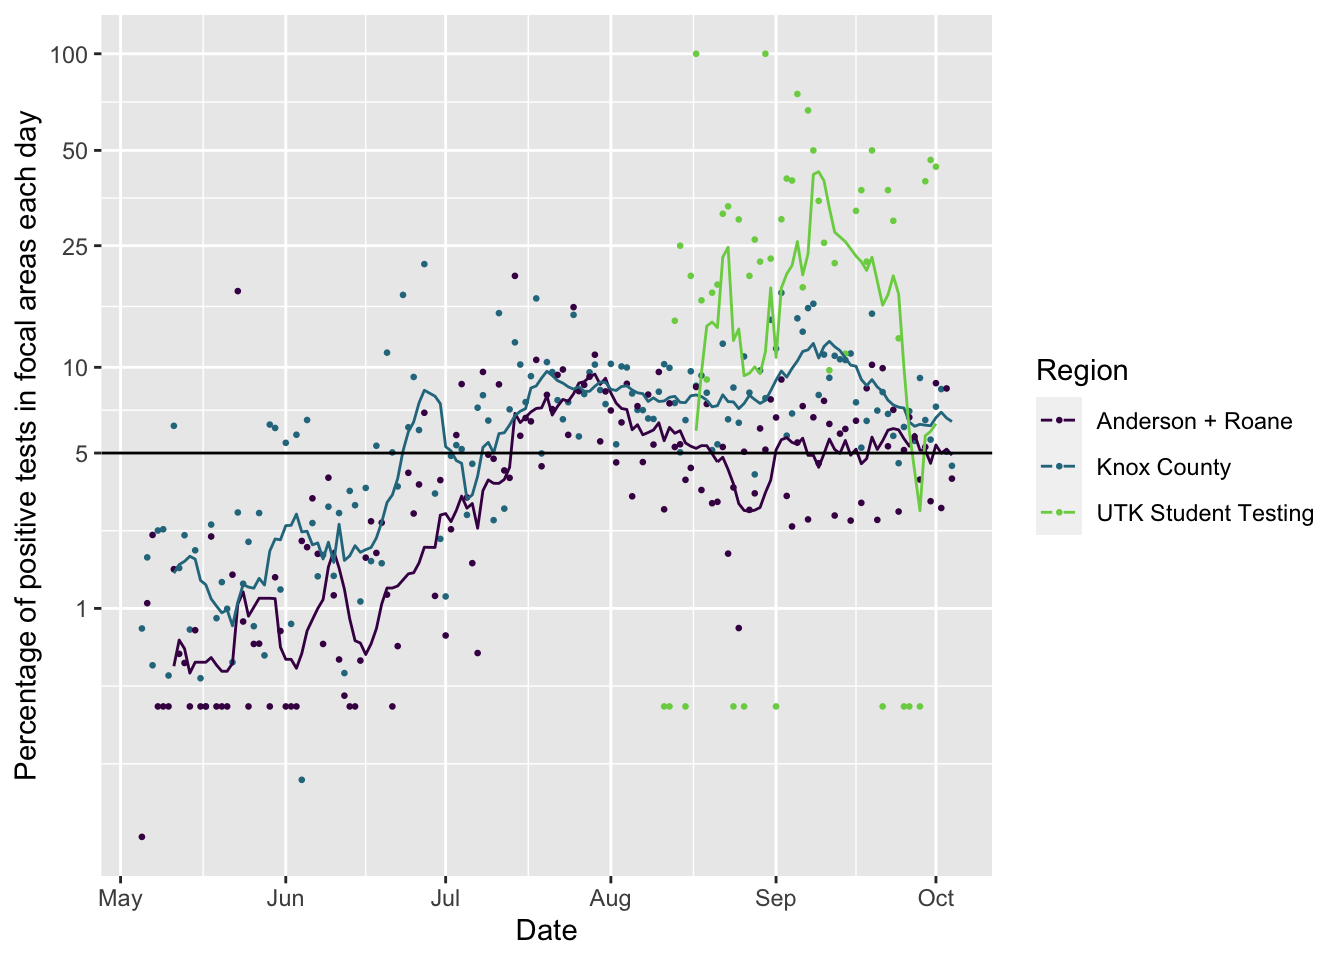 Percentage of positive tests in focal areas each day
100
50
25
10
5
1
May
Jun
Jul
Aug
Sep
Oct
Date
Region
Anderson + Roane
Knox County
UTK Student Testing